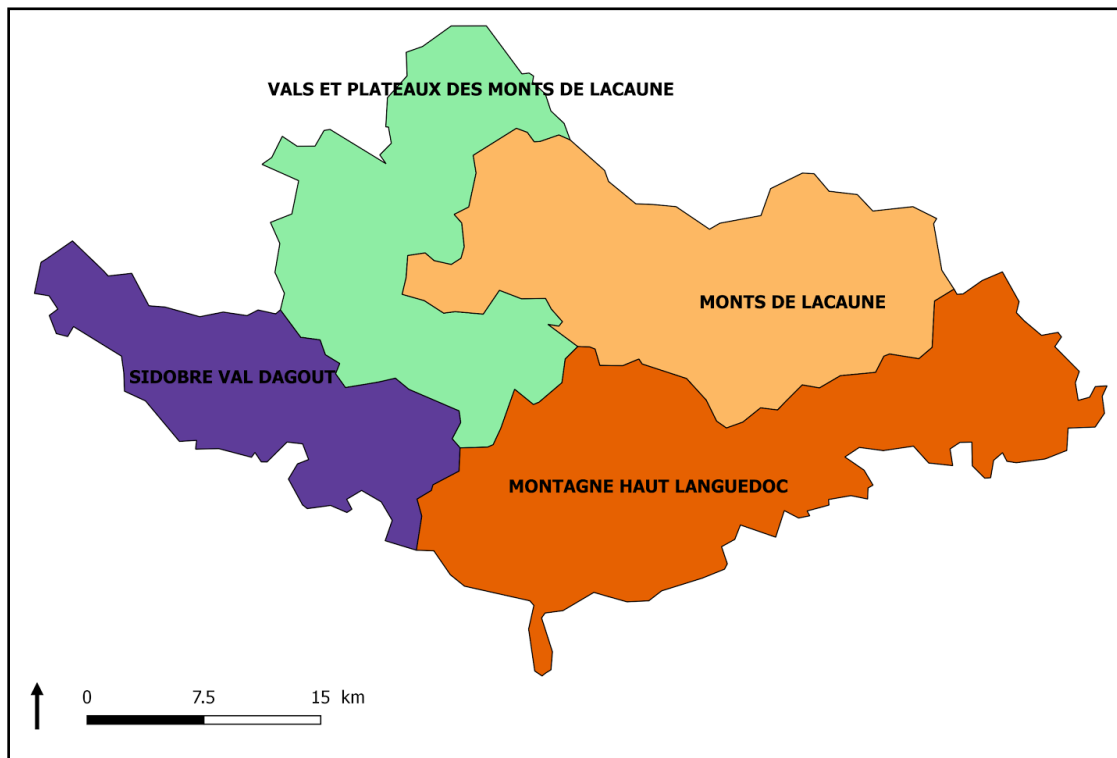 VALS ET PLATEAUX DES MONTS DE LACAUNE
MONTS DE LACAUNE
SIDOBRE VAL DAGOUT
MONTAGNE HAUT LANGUEDOC
0 7.5 15 km